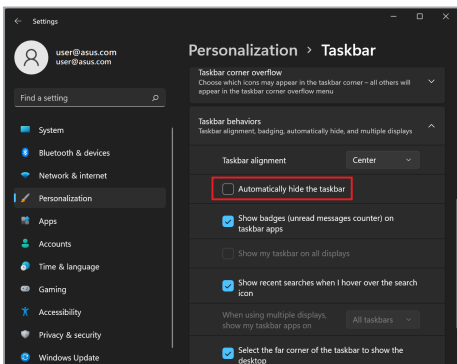 Settings
user@asus.com
user@asus.com
Find a setting
System
Bluetooth & devices
Network & internet
Personalization
Apps
Accounts
Time & language
Gaming
Accessibility
Privacy & security
Windows Update
Personalization > Taskbar
Taskbar corner overflow
Choose which icons may appear in the taskbar corner – all others will
appear in the taskbar corner overflow menu
Taskbar behaviors
Taskbar alignment, badging, automatically hide, and multiple displays
Taskbar alignment
Center
Automatically hide the taskbar
Show badges (unread messages counter) on
taskbar apps
Show my taskbar on all displays
Show recent searches when I hover over the search
icon
When using multiple displays,
show my taskbar apps on
All taskbars
Select the far corner of the taskbar to show the
desktop